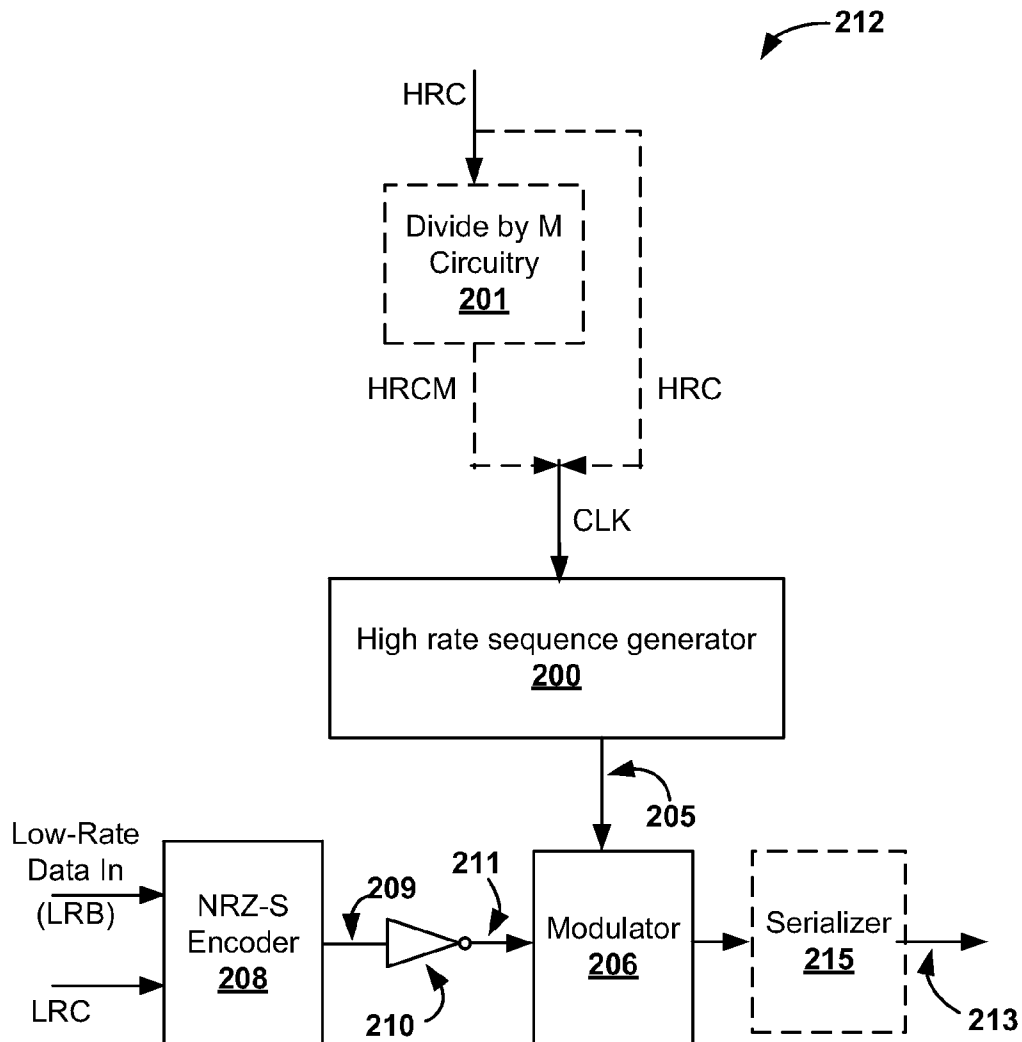 212
HRC
Divide by M
Circuitry
201
HRCM
HRC
CLK
High rate sequence generator
200
205
Low-Rate
Data In
(LRB)
LRC
NRZ-S
Encoder
208
209
210
211
Modulator
206
Serializer
215
213